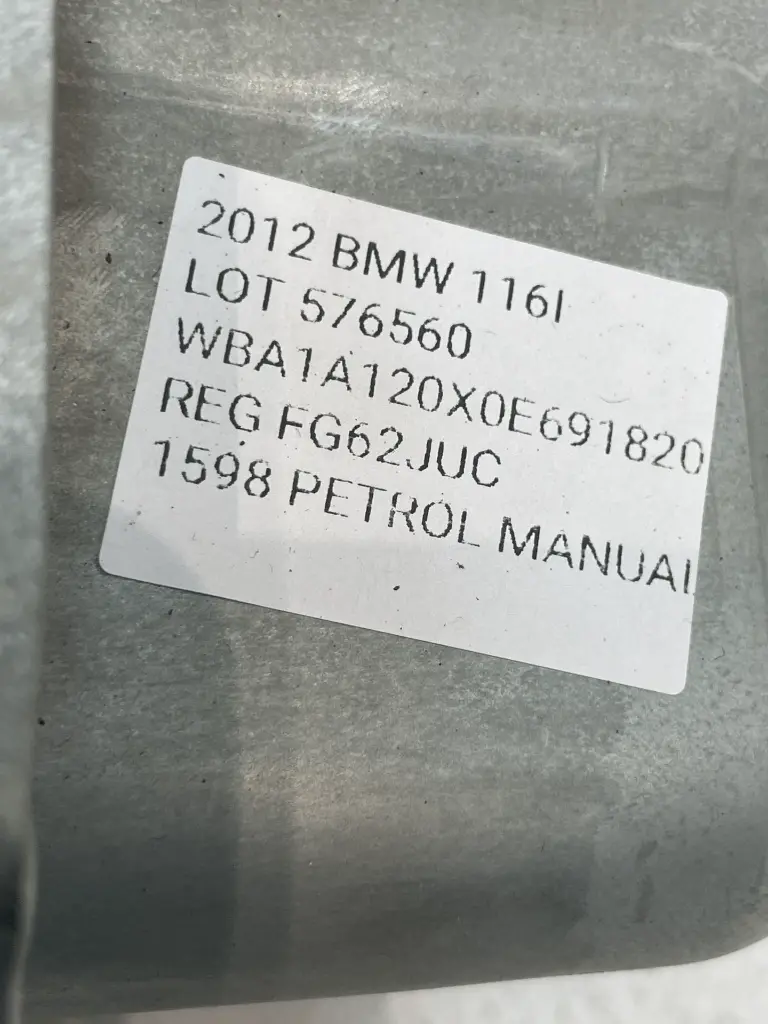 2012 BMW 116I
LOT 576560
WBA1A120X0E691820
REG FG62JUC
1598 PETROL MANUAL